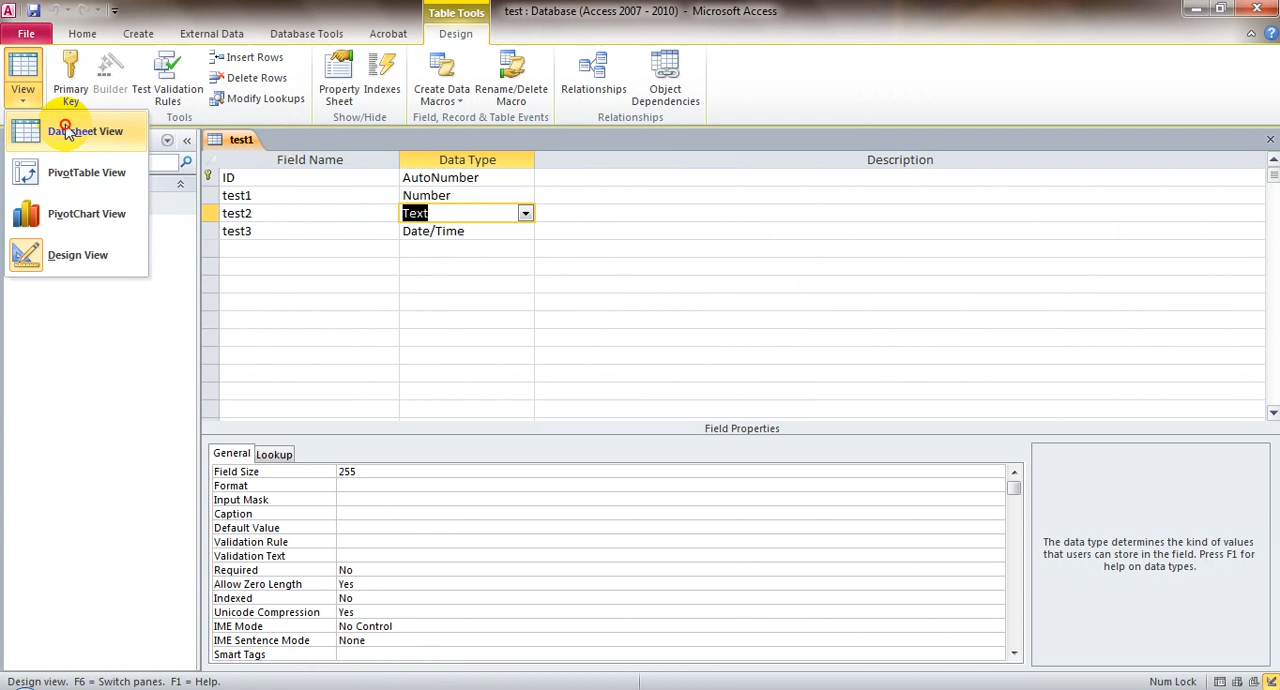 Table Tools
test : Database (Access 2007 - 2010) - Microsoft Access
File
Home
Create
External Data
Database Tools
Acrobat
Design
View
Primary Key
Builder
Test Validation Rules
Insert Rows
Delete Rows
Modify Lookups
Tools
Property Sheet
Indexes
Show/Hide
Create Data Macros
Rename/Delete Macro
Field, Record & Table Events
Relationships
Object Dependencies
Relationships
Datasheet View
PivotTable View
PivotChart View
Design View
test1
Field Name Data Type Description
ID AutoNumber
test1 Number
test2 Text
test3 Date/Time
Field Properties
General Lookup
Field Size 255
Format
Input Mask
Caption
Default Value
Validation Rule
Validation Text
Required No
Allow Zero Length Yes
Indexed No
Unicode Compression Yes
IME Mode No Control
IME Sentence Mode None
Smart Tags
The data type determines the kind of values
that users can store in the field. Press F1 for
help on data types.
Design view. F6 = Switch panes. F1 = Help.
Num Lock